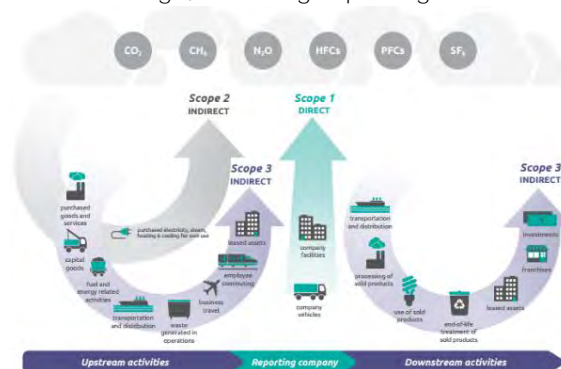 CO2 CH4 N2O HFCs PFCs SF6
Scope 2
INDIRECT
Scope 1
DIRECT
Scope 3
INDIRECT
Scope 3
INDIRECT
purchased
goods and
services
capital
goods
fuel and
energy related
activities
purchased electricity, steam,
heating & cooling for own use
transportation
and distribution
waste
generated in
operations
business
travel
employee
commuting
leased assets
company
facilities
company
vehicles
transportation
and distribution
processing of
sold products
use of sold
products
end-of-life
treatment of
sold products
leased assets
franchises
investments
Upstream activities
Reporting company
Downstream activities